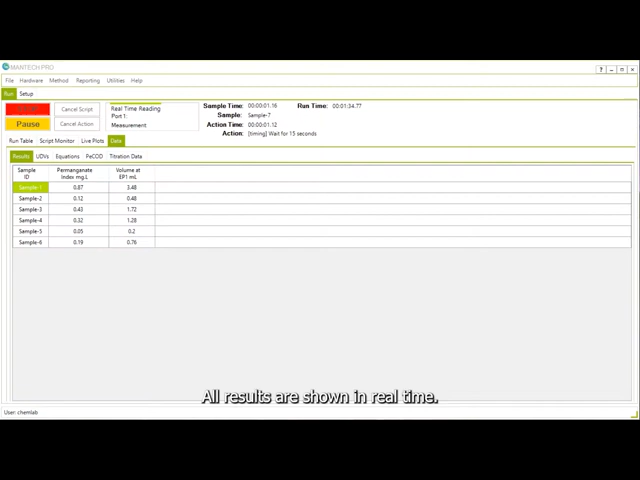 MANTECH PRO
File Hardware Method Reporting Utilities Help
Run Setup
Cancel Script
Pause Cancel Action
Real Time Reading
Port 1:
Measurement
Sample Time: 00:00:01.16 Run Time: 00:01:34.77
Sample: Sample-7
Action Time: 00:00:01.12
Action: [timing] Wait for 15 seconds
Run Table Script Monitor Live Plots Data
Results UDVs Equations PeCOD Titration Data
Sample ID Permanganate Index mg.L Volume at EP1 mL
Sample-1 0.87 3.48
Sample-2 0.12 0.48
Sample-3 0.43 1.72
Sample-4 0.32 1.28
Sample-5 0.05 0.2
Sample-6 0.19 0.76
All results are shown in real time.
User: chemlab